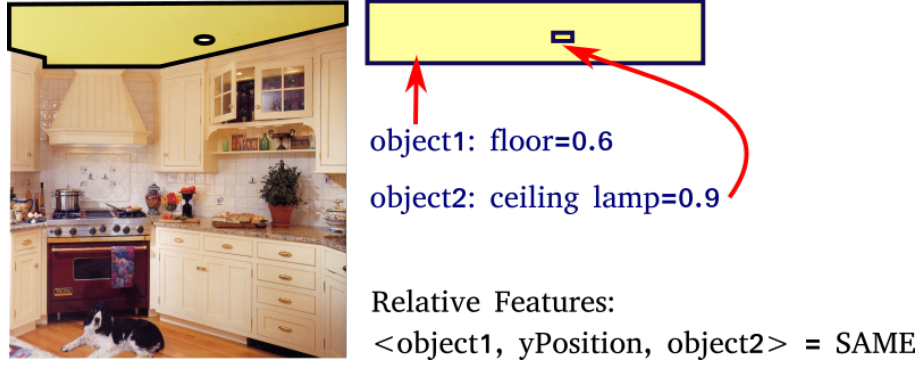 object1: floor=0.6
object2: ceiling lamp=0.9
Relative Features:
<object1, yPosition, object2> = SAME